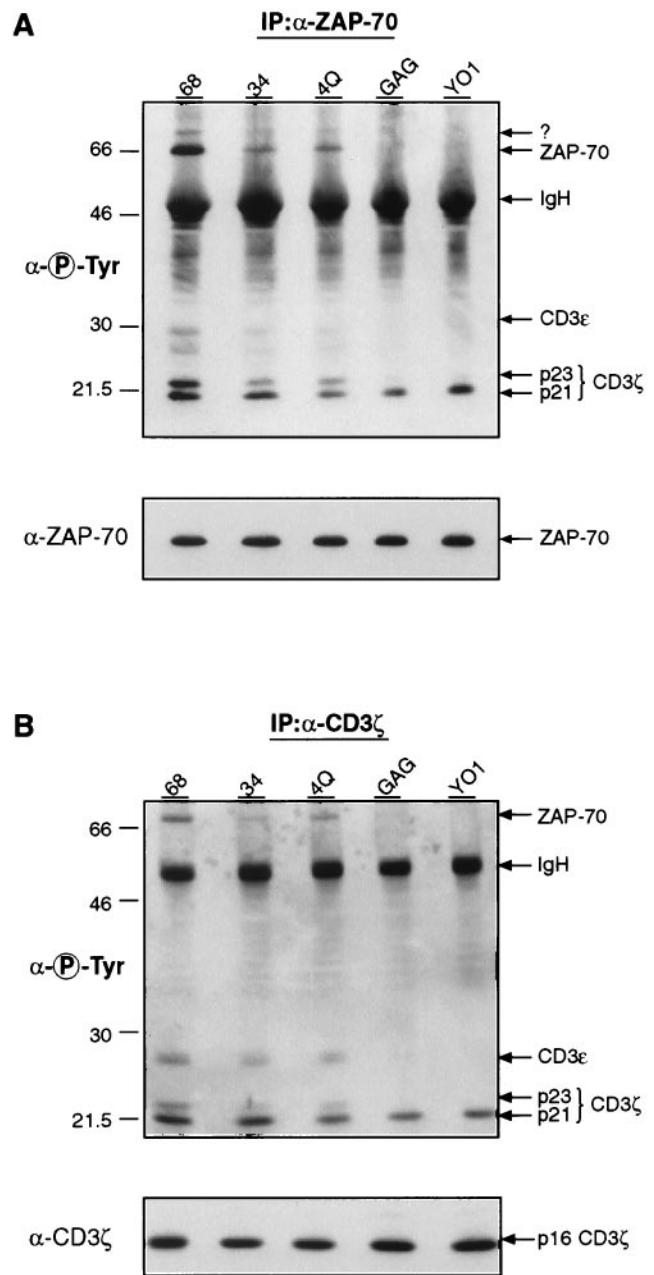 A
IP:α-ZAP-70
68 34 4Q GAG YO1
?
66
ZAP-70
IgH
46
α-P-Tyr
CD3ε
30
p23
CD3ζ
21.5
p21
α-ZAP-70
ZAP-70
B
IP:α-CD3ζ
68 34 4Q GAG YO1
ZAP-70
66
IgH
46
α-P-Tyr
30
CD3ε
p23
CD3ζ
21.5
p21
α-CD3ζ
p16 CD3ζ